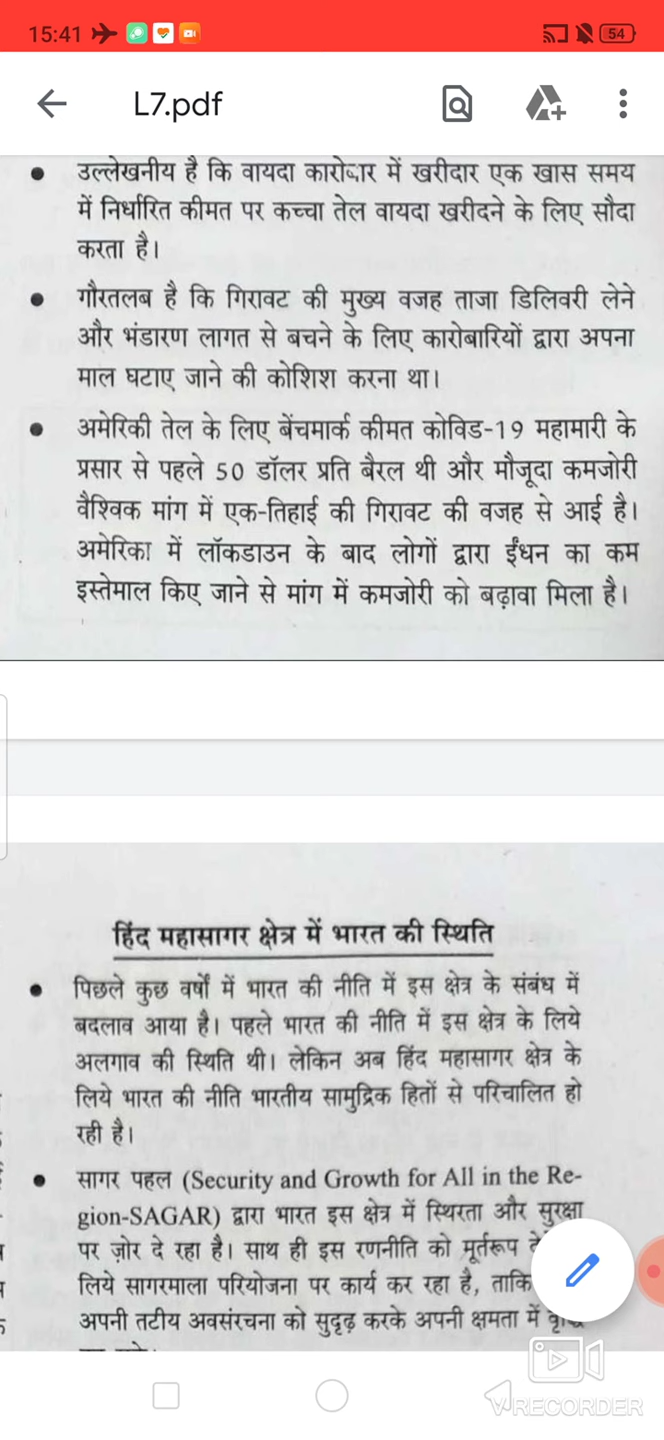 15:41
54
L7.pdf
उल्लेखनीय है कि वायदा कारोबार में खरीदार एक खास समय
में निर्धारित कीमत पर कच्चा तेल वायदा खरीदने के लिए सौदा
करता है।
गौरतलब है कि गिरावट की मुख्य वजह ताजा डिलिवरी लेने
और भंडारण लागत से बचने के लिए कारोबारियों द्वारा अपना
माल घटाए जाने की कोशिश करना था।
अमेरिकी तेल के लिए बेंचमार्क कीमत कोविड-19 महामारी के
प्रसार से पहले 50 डॉलर प्रति बैरल थी और मौजूदा कमजोरी
वैश्विक मांग में एक-तिहाई की गिरावट की वजह से आई है।
अमेरिका में लॉकडाउन के बाद लोगों द्वारा ईंधन का कम
इस्तेमाल किए जाने से मांग में कमजोरी को बढ़ावा मिला है।
हिंद महासागर क्षेत्र में भारत की स्थिति
पिछले कुछ वर्षों में भारत की नीति में इस क्षेत्र के संबंध में
बदलाव आया है। पहले भारत की नीति में इस क्षेत्र के लिये
अलगाव की स्थिति थी। लेकिन अब हिंद महासागर क्षेत्र के
लिये भारत की नीति भारतीय सामुद्रिक हितों से परिचालित हो
रही है।
सागर पहल (Security and Growth for All in the Re-
gion-SAGAR) द्वारा भारत इस क्षेत्र में स्थिरता और सुरक्षा
पर ज़ोर दे रहा है। साथ ही इस रणनीति को मूर्तरूप
लिये सागरमाला परियोजना पर कार्य कर रहा है, ताकि
अपनी तटीय अवसंरचना को सुदृढ़ करके अपनी क्षमता में
VRECORDER